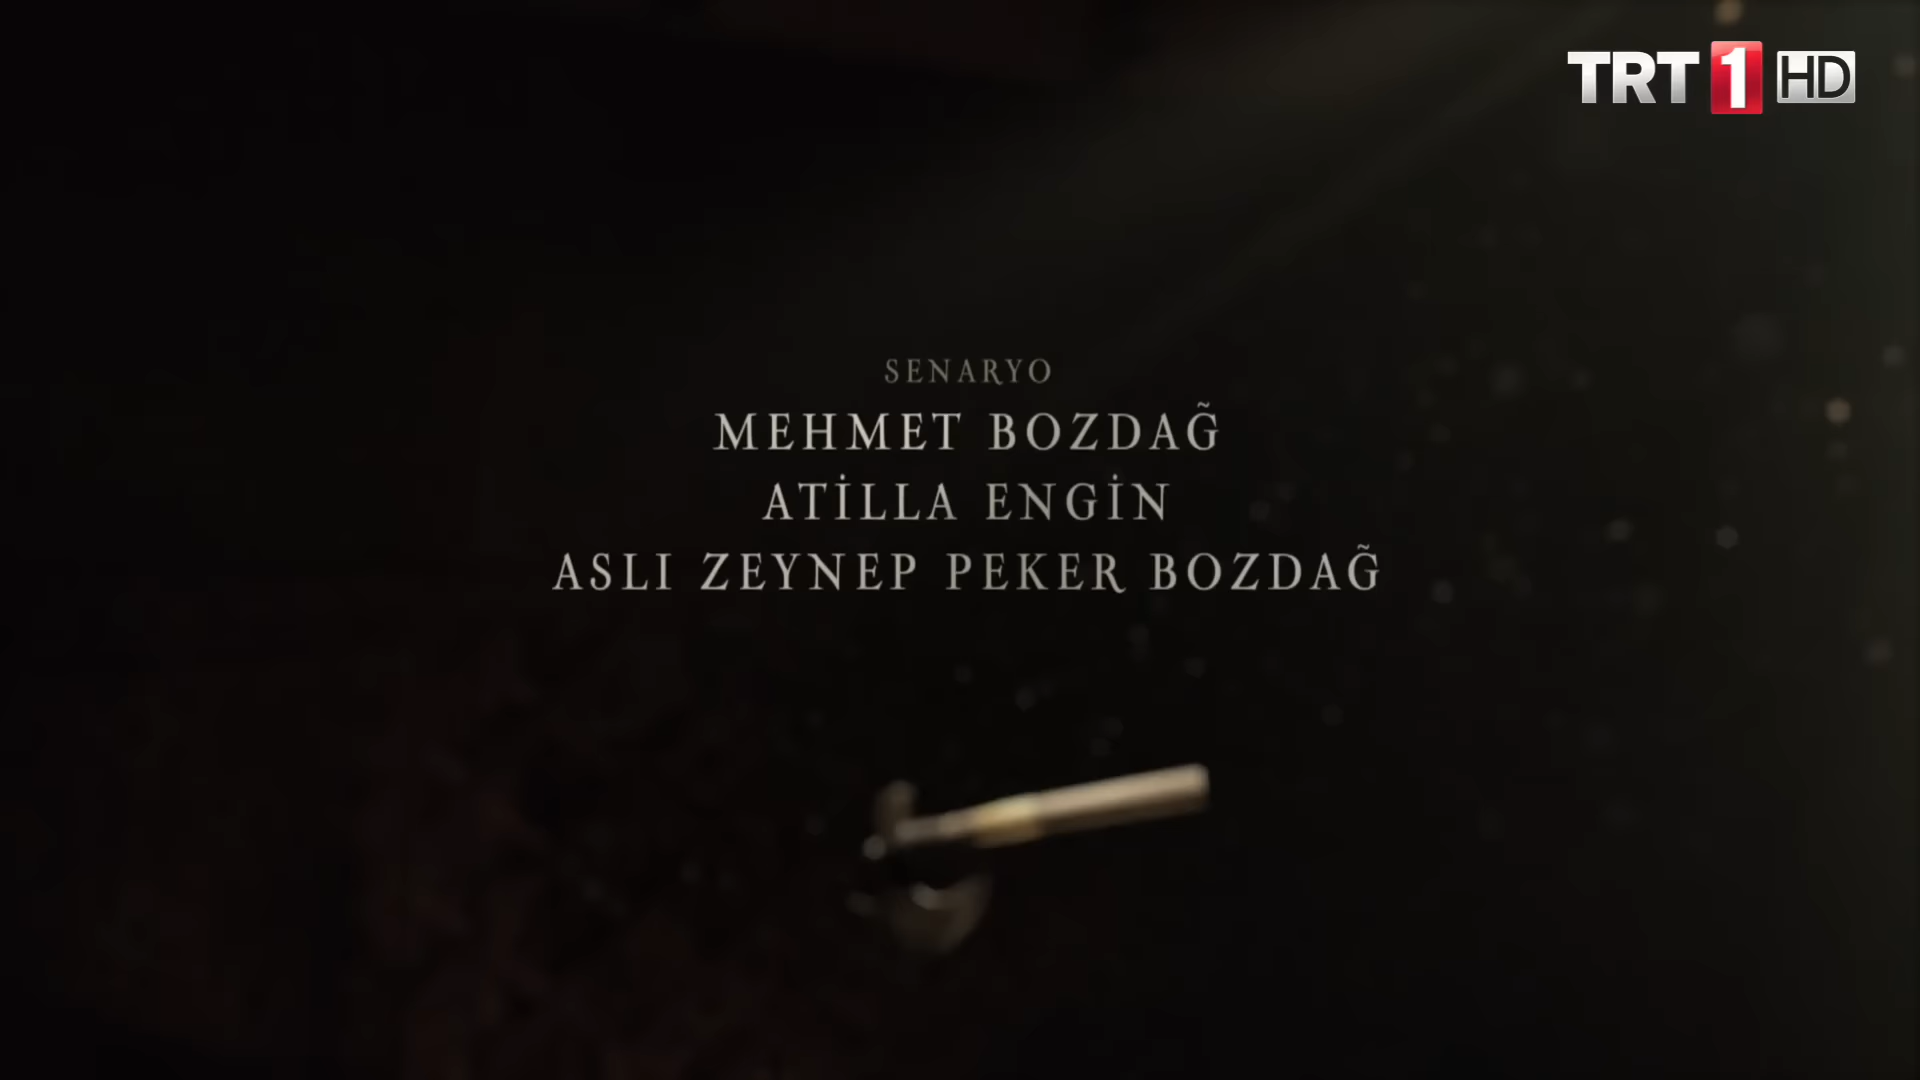 TRT 1 HD
SENARYO
MEHMET BOZDAĞ
ATİLLA ENGİN
ASLI ZEYNEP PEKER BOZDAĞ